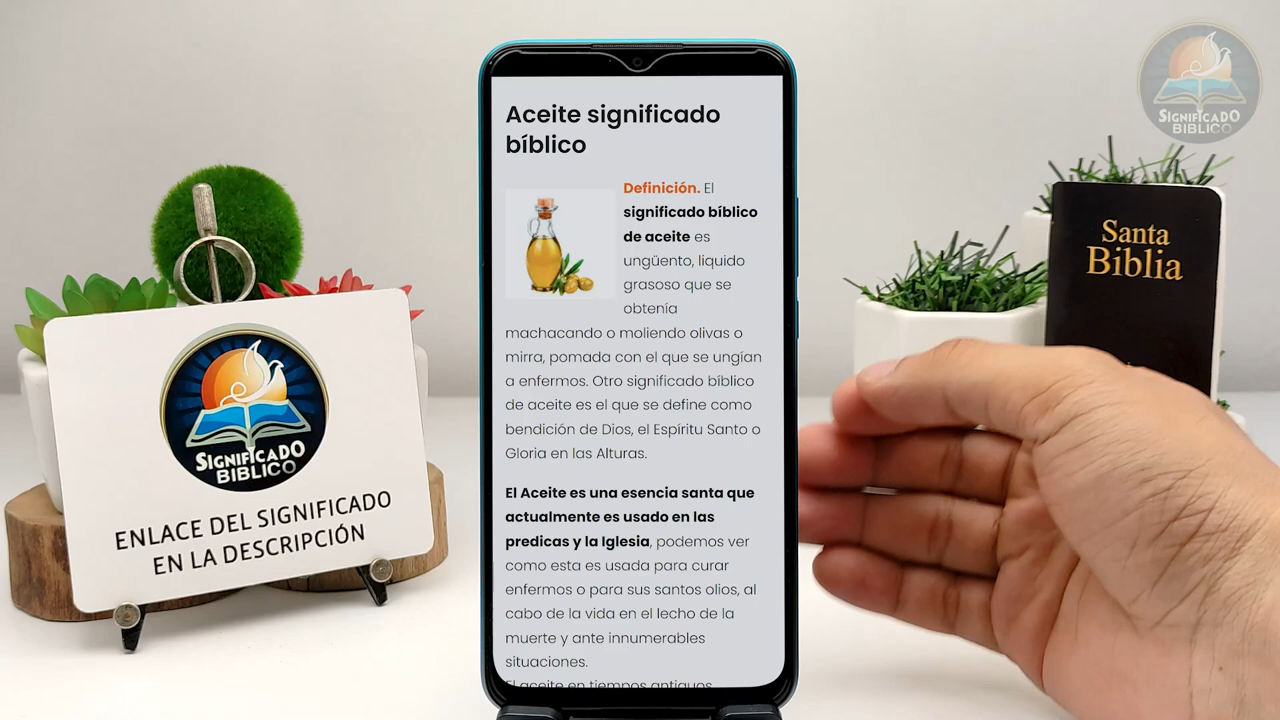 SIGNIFICADO
BIBLICO
Aceite significado
bíblico
Definición. El
significado bíblico
de aceite es
ungüento, liquido
grasoso que se
obtenía
machacando o moliendo olivas o
mirra, pomada con el que se ungían
a enfermos. Otro significado bíblico
de aceite es el que se define como
bendición de Dios, el Espíritu Santo o
Gloria en las Alturas.
El Aceite es una esencia santa que
actualmente es usado en las
predicas y la Iglesia, podemos ver
como esta es usada para curar
enfermos o para sus santos olios, al
cabo de la vida en el lecho de la
muerte y ante innumerables
situaciones.
El aceite en tiempos antiguos
Santa
Biblia
SIGNIFICADO
BIBLICO
ENLACE DEL SIGNIFICADO
EN LA DESCRIPCIÓN